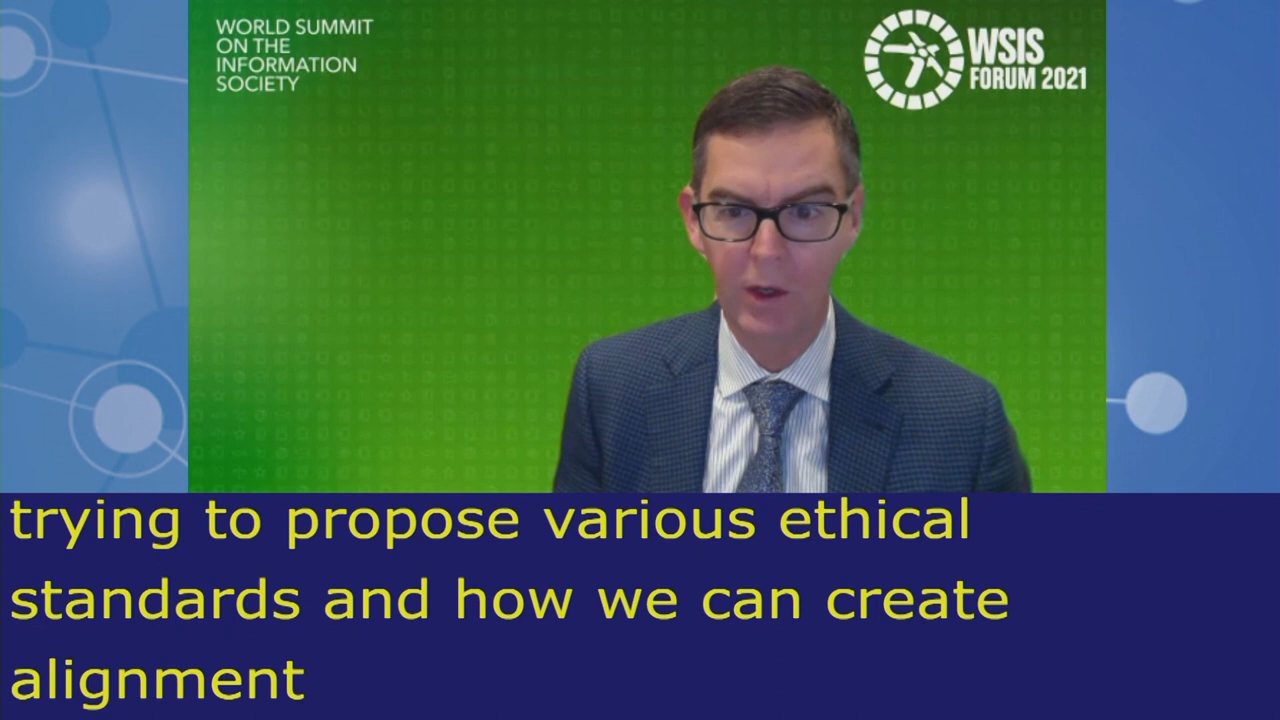 WORLD SUMMIT
ON THE
INFORMATION
SOCIETY
WSIS
FORUM 2021
trying to propose various ethical
standards and how we can create
alignment